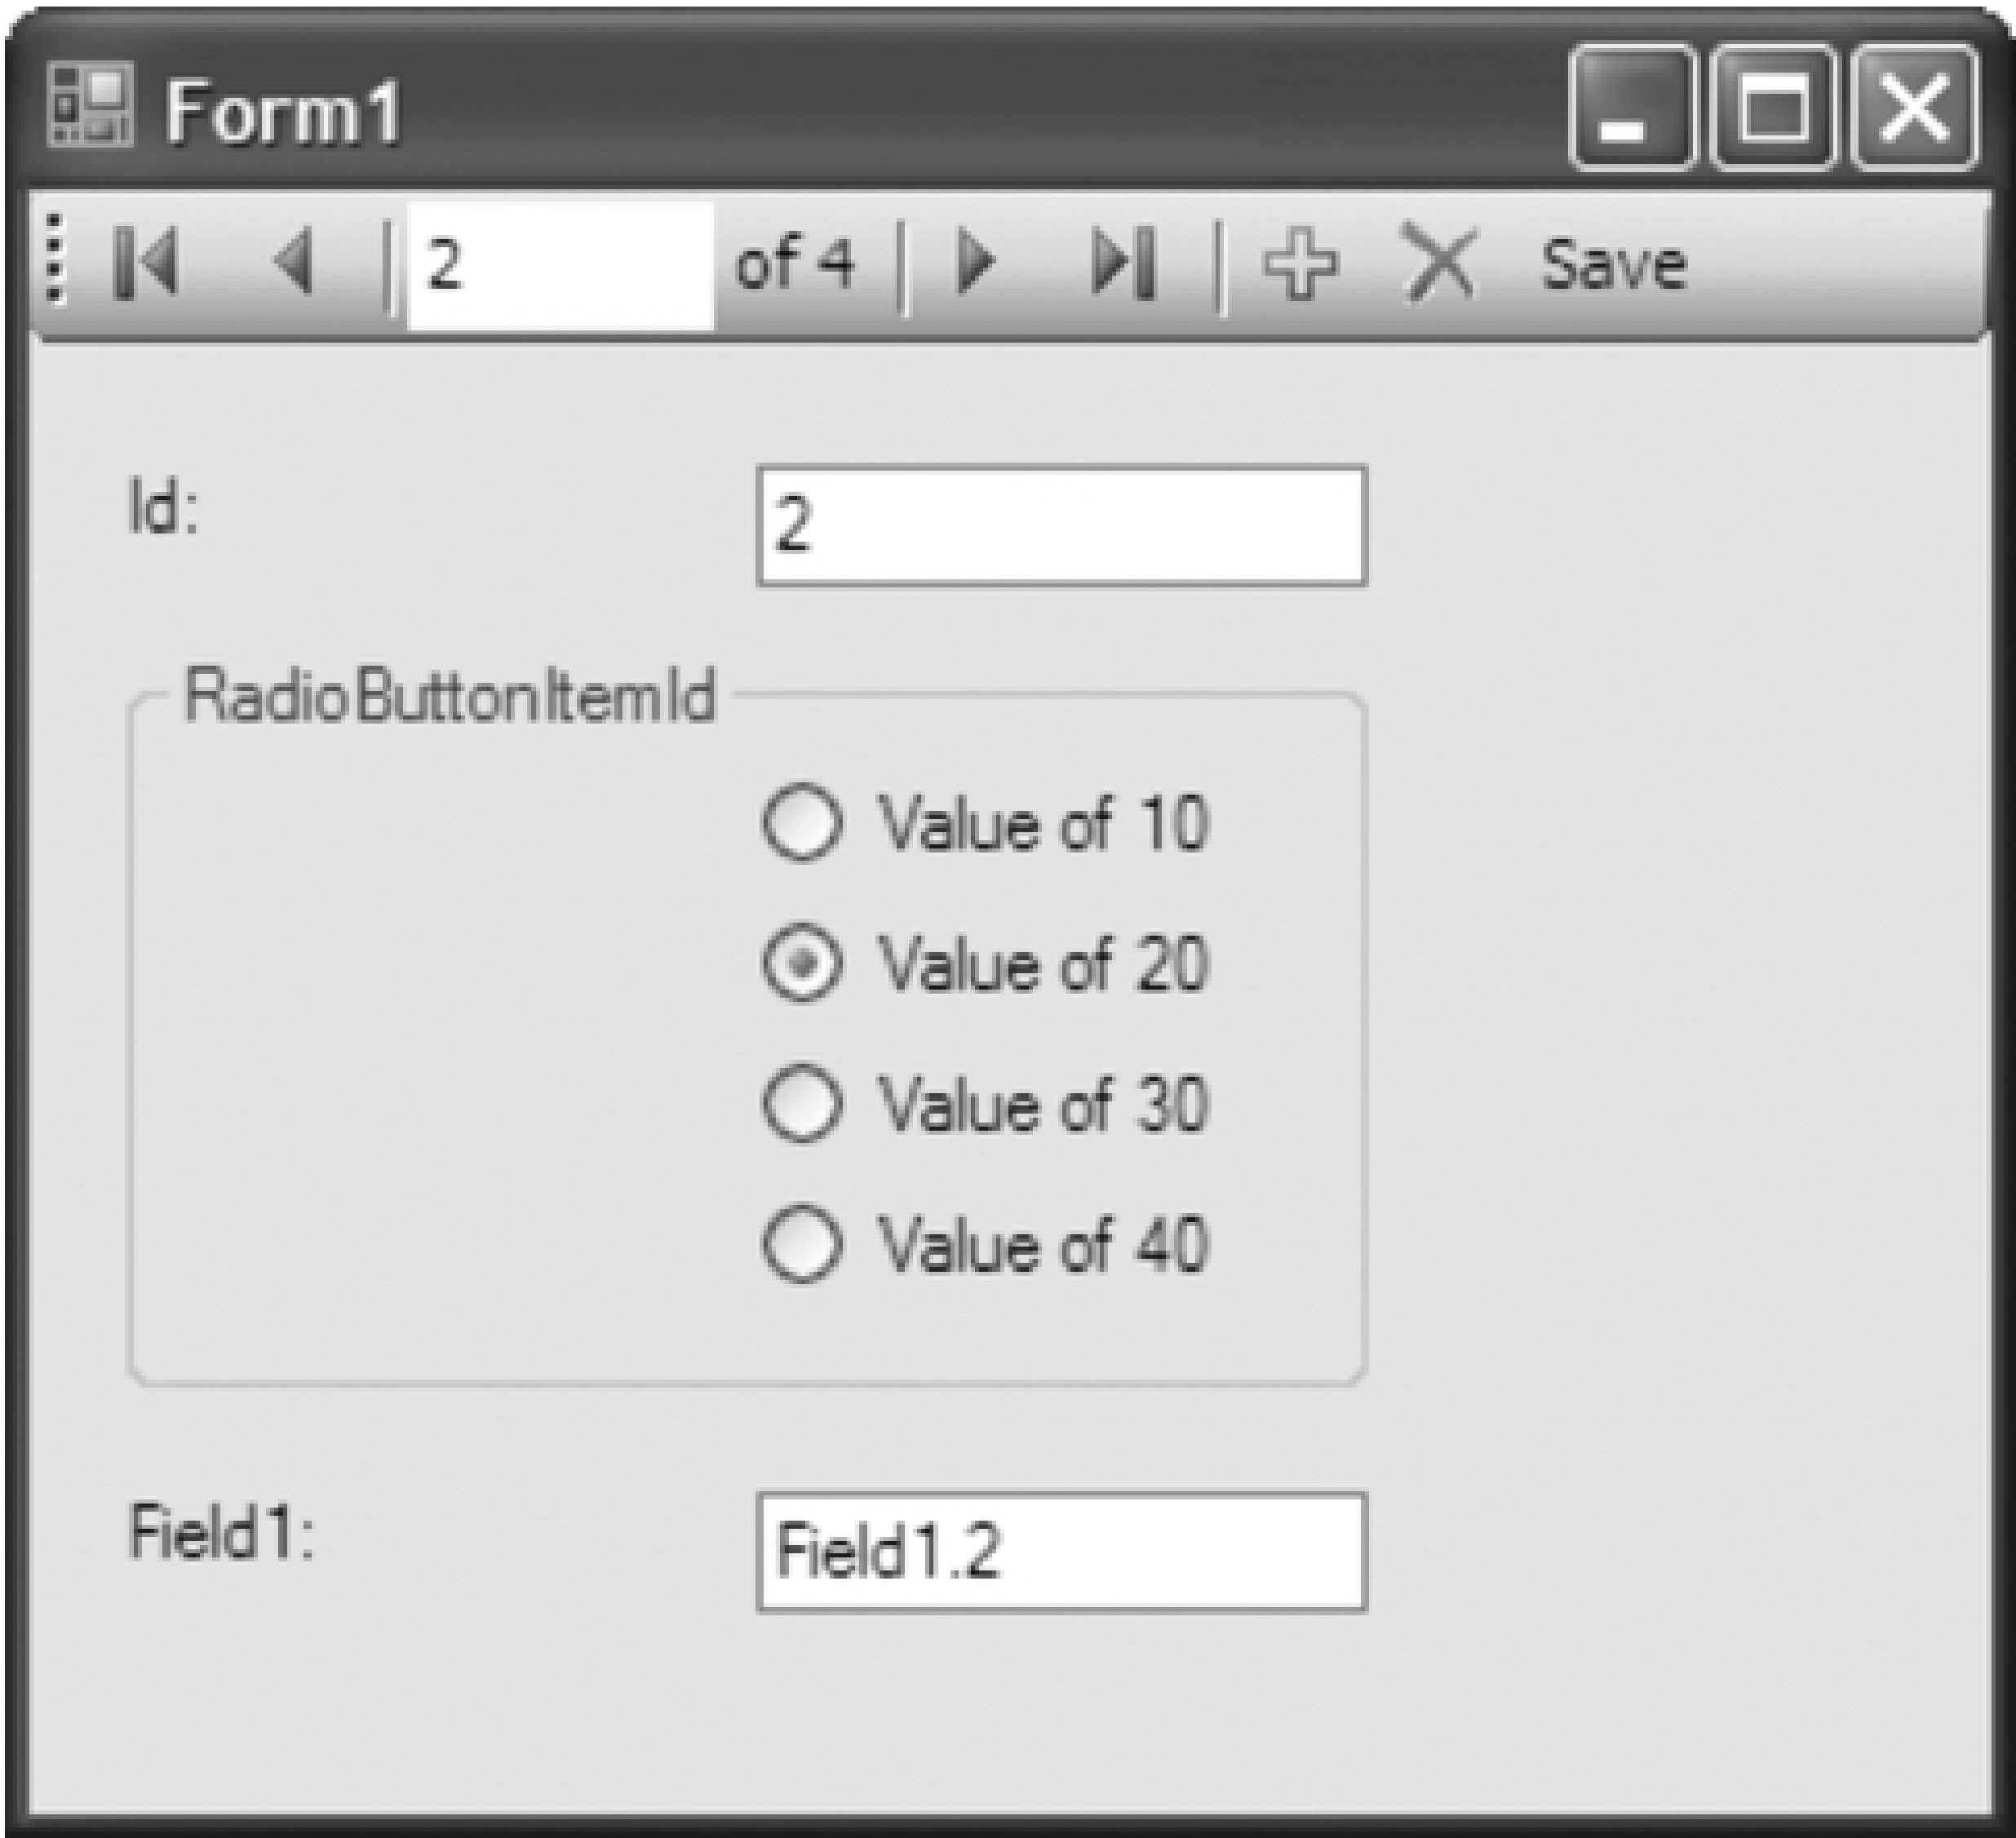 Form1
2 of 4 Save
Id: 2
RadioButtonItemId
Value of 10
Value of 20
Value of 30
Value of 40
Field1: Field1.2